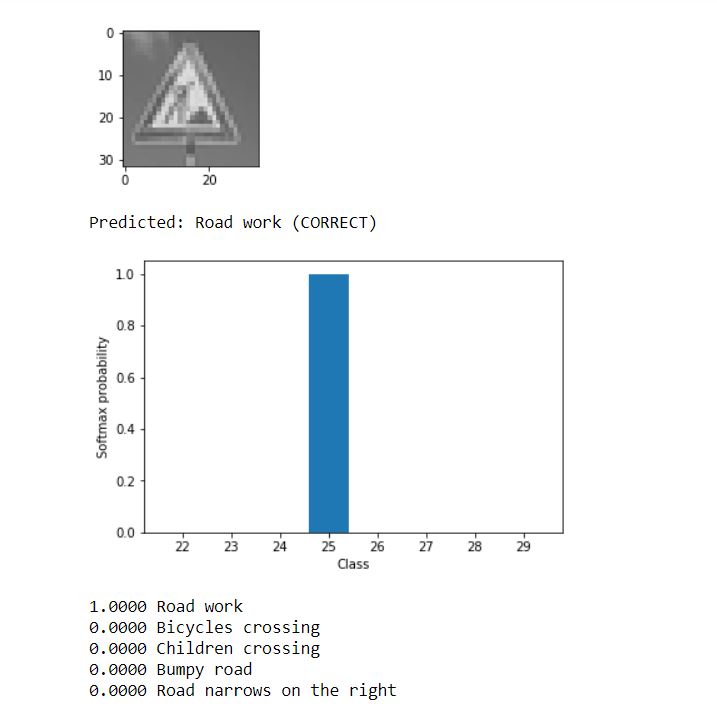 0
10
20
30
0 20
Predicted: Road work (CORRECT)
1.0
0.8
0.6
0.4
0.2
0.0
Softmax probability
22 23 24 25 26 27 28 29
Class
1.0000 Road work
0.0000 Bicycles crossing
0.0000 Children crossing
0.0000 Bumpy road
0.0000 Road narrows on the right